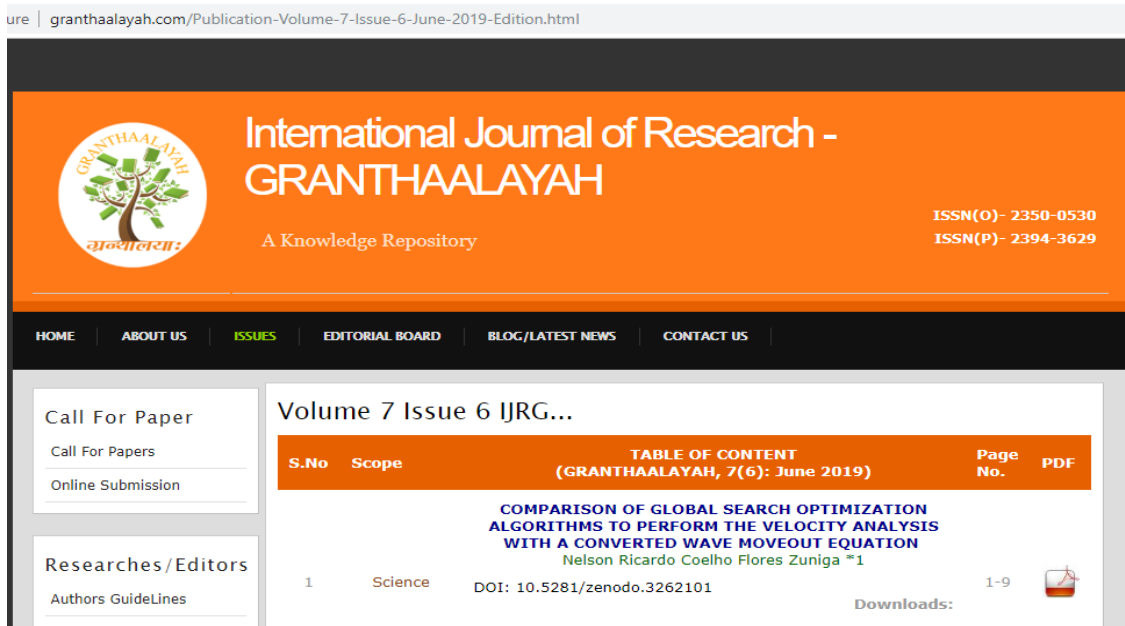 ure | granthaalayah.com/Publication-Volume-7-Issue-6-June-2019-Edition.html
GRANTHAALAYAH
ग्रन्थालयः
International Journal of Research -
GRANTHAALAYAH
A Knowledge Repository
ISSN(O)- 2350-0530
ISSN(P)- 2394-3629
HOME
ABOUT US
ISSUES
EDITORIAL BOARD
BLOG/LATEST NEWS
CONTACT US
Call For Paper
Call For Papers
Online Submission
Researches/Editors
Authors GuideLines
Volume 7 Issue 6 IJRG...
S.No
Scope
TABLE OF CONTENT
(GRANTHAALAYAH, 7(6): June 2019)
Page
No.
PDF
1
Science
COMPARISON OF GLOBAL SEARCH OPTIMIZATION
ALGORITHMS TO PERFORM THE VELOCITY ANALYSIS
WITH A CONVERTED WAVE MOVEOUT EQUATION
Nelson Ricardo Coelho Flores Zuniga *1
DOI: 10.5281/zenodo.3262101
Downloads:
1-9